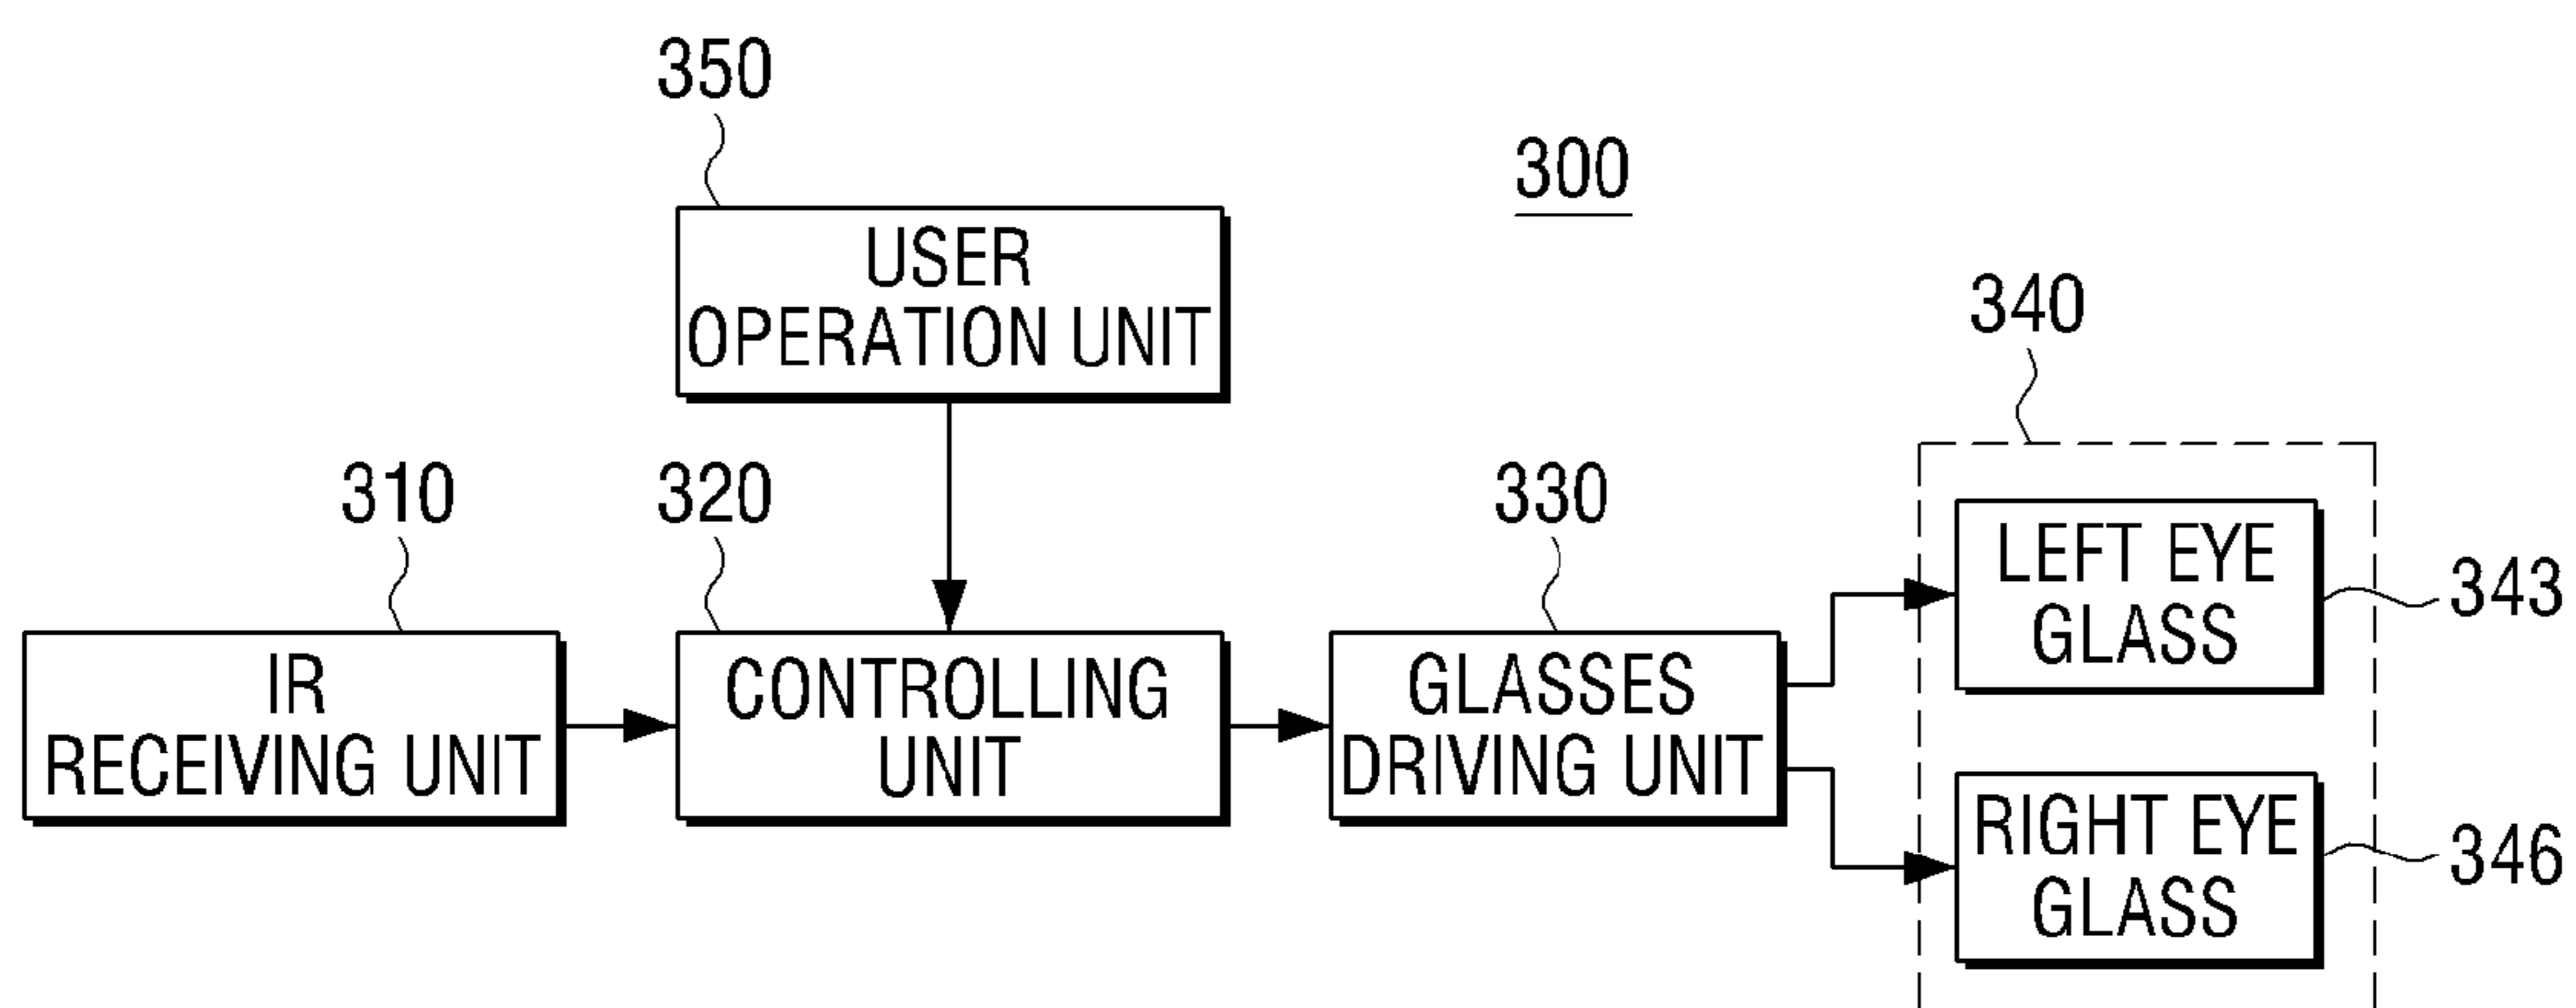 350
300
USER
OPERATION UNIT
340
310
320
330
LEFT EYE
GLASS
343
IR
RECEIVING UNIT
CONTROLLING
UNIT
GLASSES
DRIVING UNIT
RIGHT EYE
GLASS
346